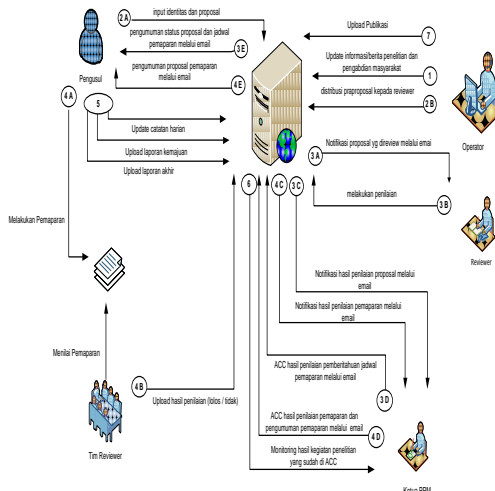 2 A
input identitas dan proposal
pengumuman status proposal dan jadwal
pemaparan melalui email
3 E
Pengusul
pengumuman proposal pemaparan
melalui email
4 E
4 A
5
Update catatan harian
Upload laporan kemajuan
Upload laporan akhir
Upload Publikasi
7
Update informasi/berita penelitian dan
pengabdian masyarakat
1
distribusi praproposal kepada reviewer
2 B
Operator
Notifikasi proposal yg direview melalui emai
3 A
melakukan penilaian
3 B
Reviewer
6
4 C
3 C
Melakukan Pemaparan
Notifikasi hasil penilaian proposal melalui
email
Notifikasi hasil penilaian pemaparan melalui
email
Menilai Pemaparan
ACC hasil penilaian pemberitahuan jadwal
pemaparan melalui email
3 D
4 B
Upload hasil penilaian (lolos / tidak)
Tim Reviewer
ACC hasil penilaian pemaparan dan
pengumuman pemaparan melalui email
4 D
Monitoring hasil kegiatan penelitian
yang sudah di ACC